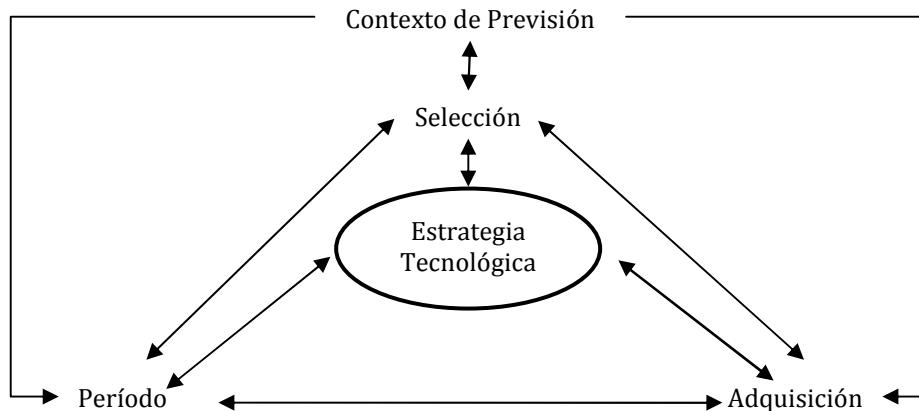 Contexto de Previsión
Selección
Estrategia
Tecnológica
Período
Adquisición